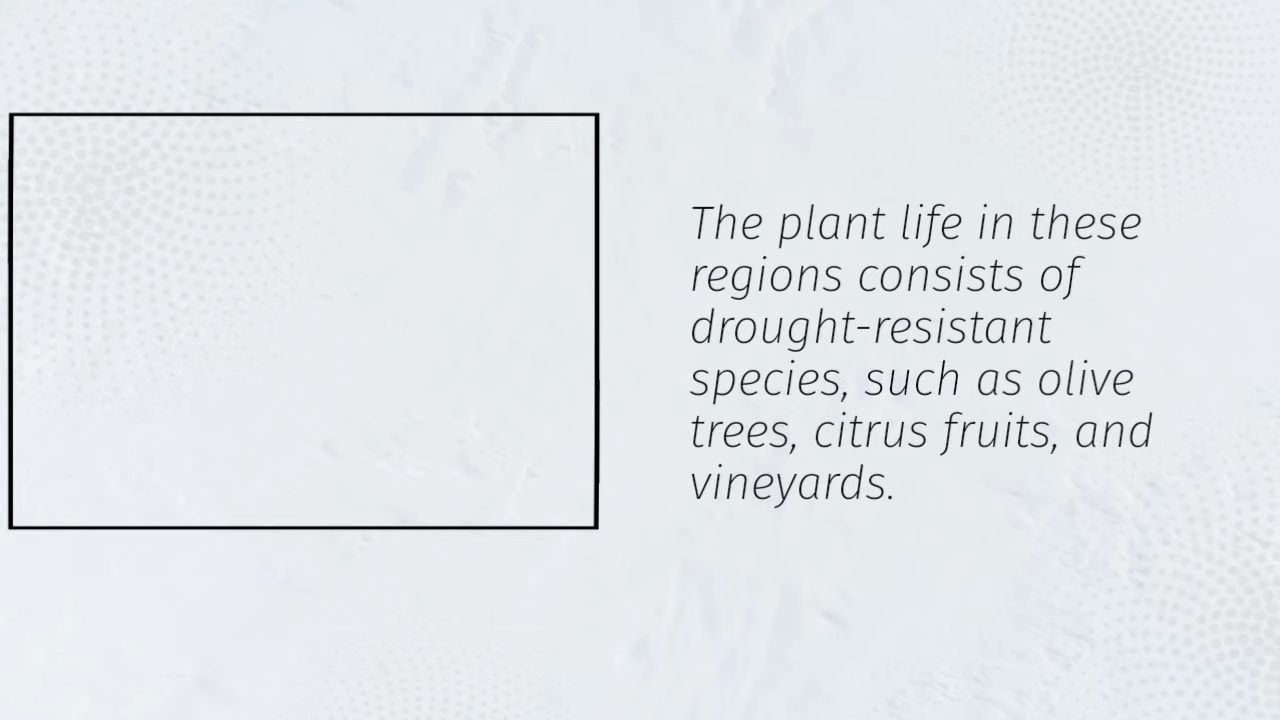 The plant life in these
regions consists of
drought-resistant
species, such as olive
trees, citrus fruits, and
vineyards.